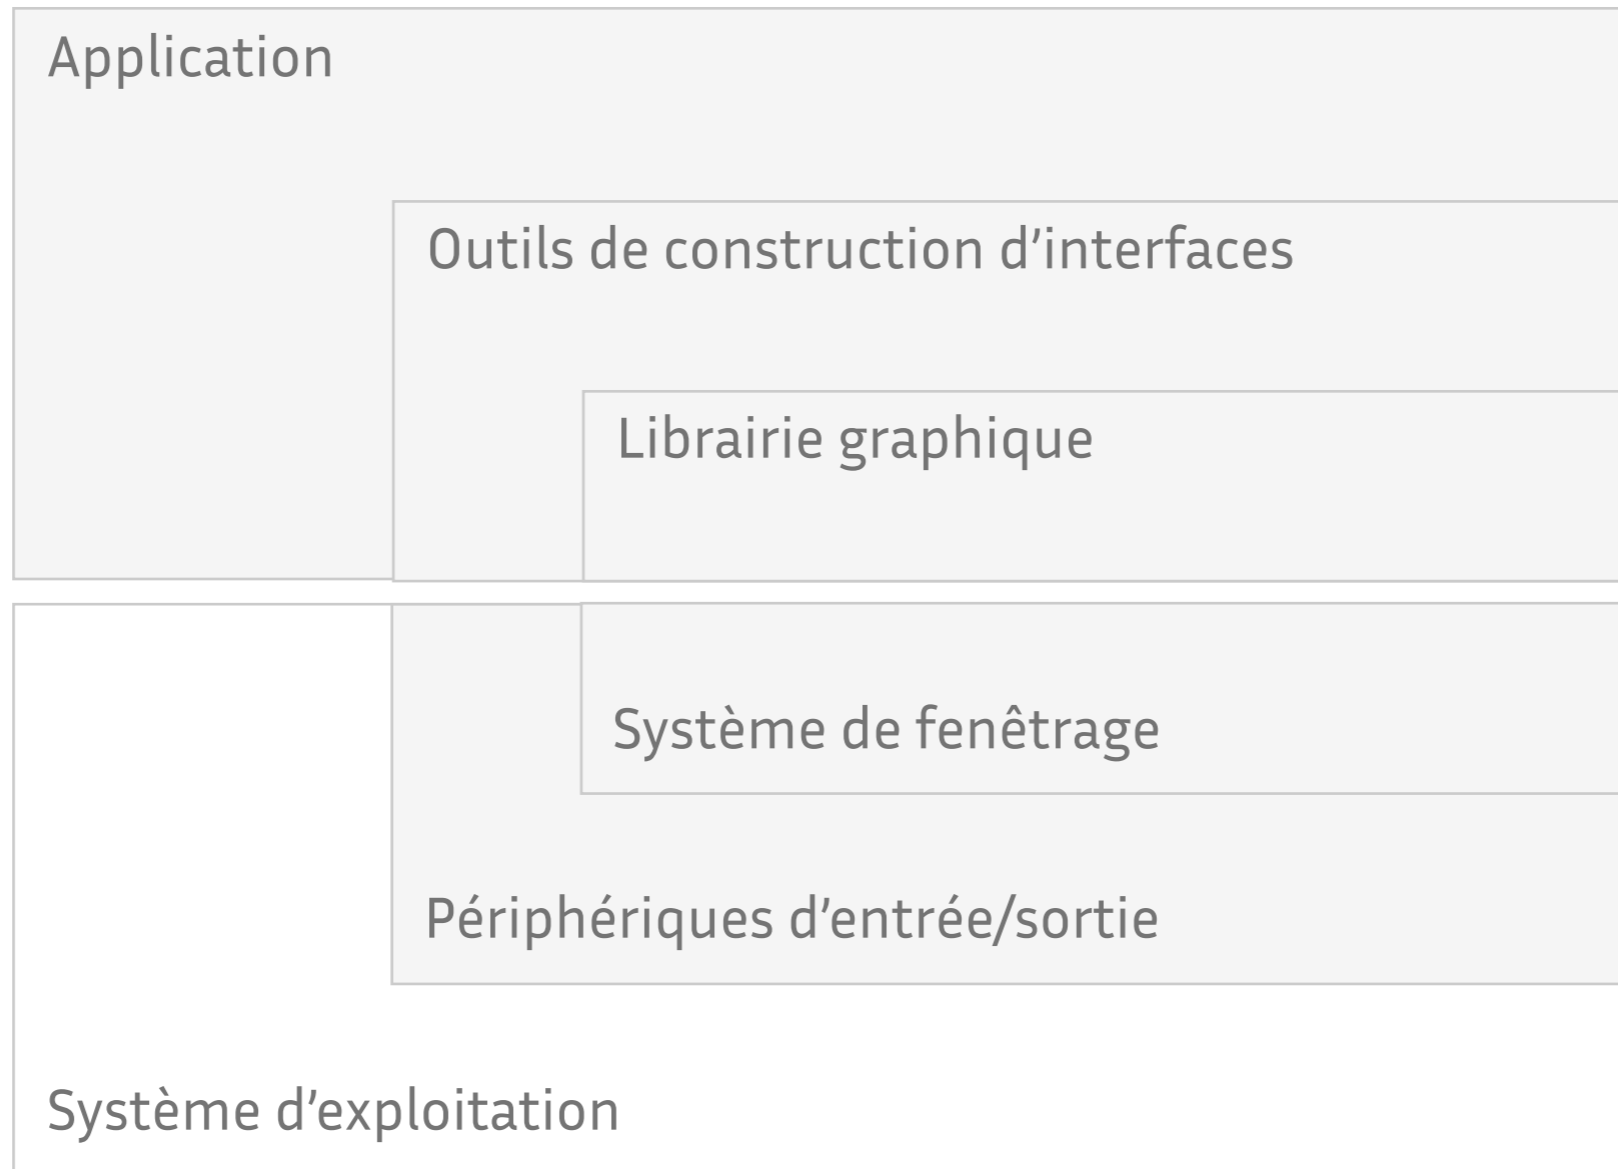 Application
Outils de construction d’interfaces
Librairie graphique
Système de fenêtrage
Périphériques d’entrée/sortie
Système d’exploitation